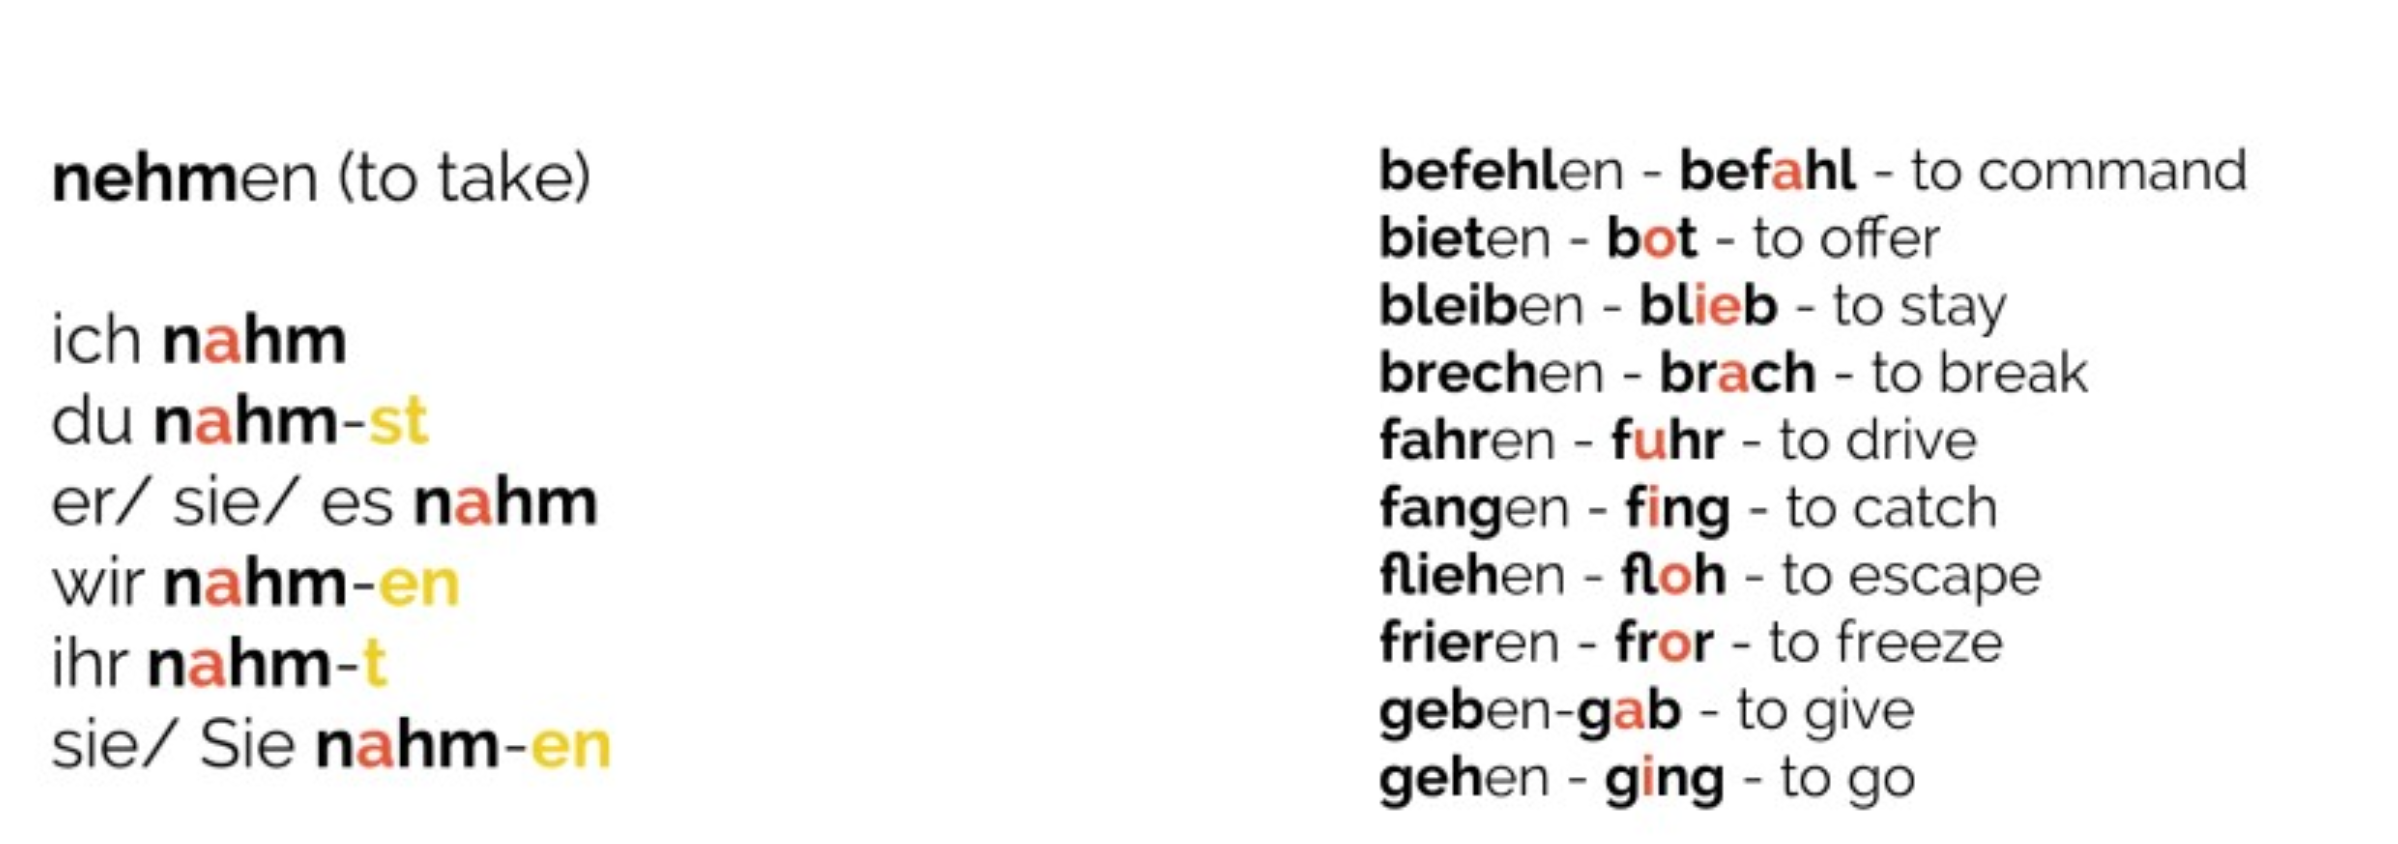 nehmen (to take)
ich nahm
du nahm-st
er/ sie/ es nahm
wir nahm-en
ihr nahm-t
sie/ Sie nahm-en
befehlen - befahl - to command
bieten - bot - to offer
bleiben - blieb - to stay
brechen - brach - to break
fahren - fuhr - to drive
fangen - fing - to catch
fliehen - floh - to escape
frieren - fror - to freeze
geben-gab - to give
gehen - ging - to go